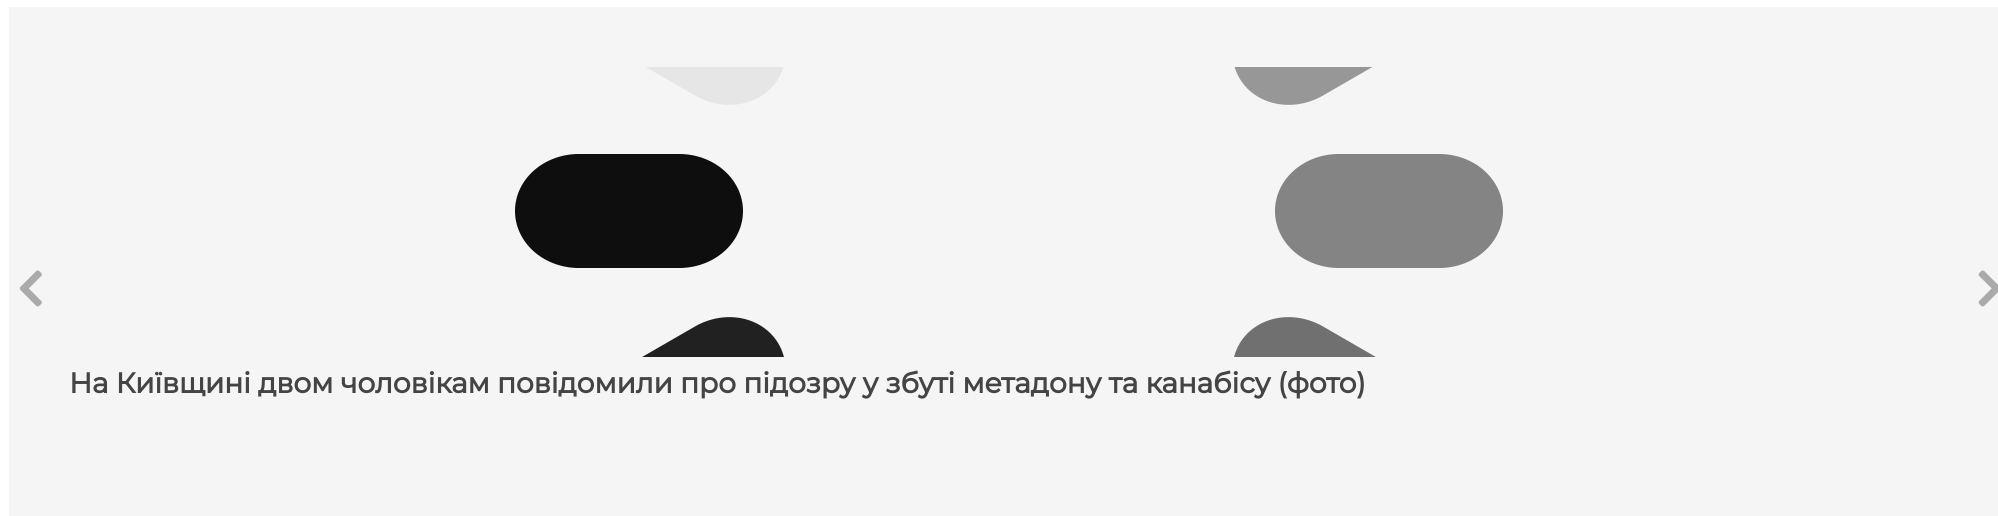 На Київщині двом чоловікам повідомили про підозру у збуті метадону та канабісу (фото)